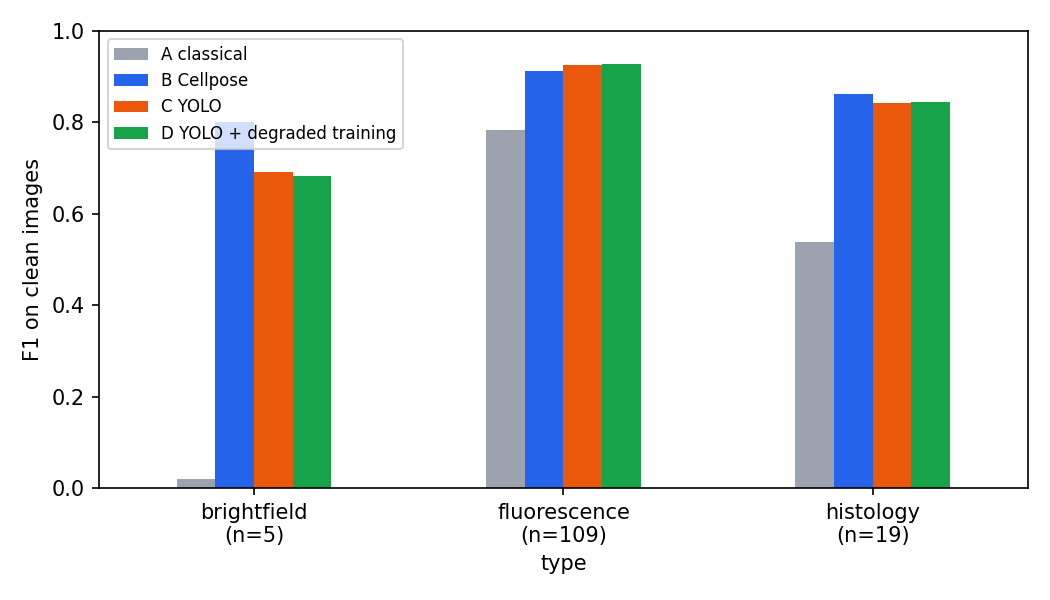 1.0
0.8
0.6
0.4
0.2
0.0
F1 on clean images
A classical
B Cellpose
C YOLO
D YOLO + degraded training
brightfield
(n=5)
fluorescence
(n=109)
histology
(n=19)
type